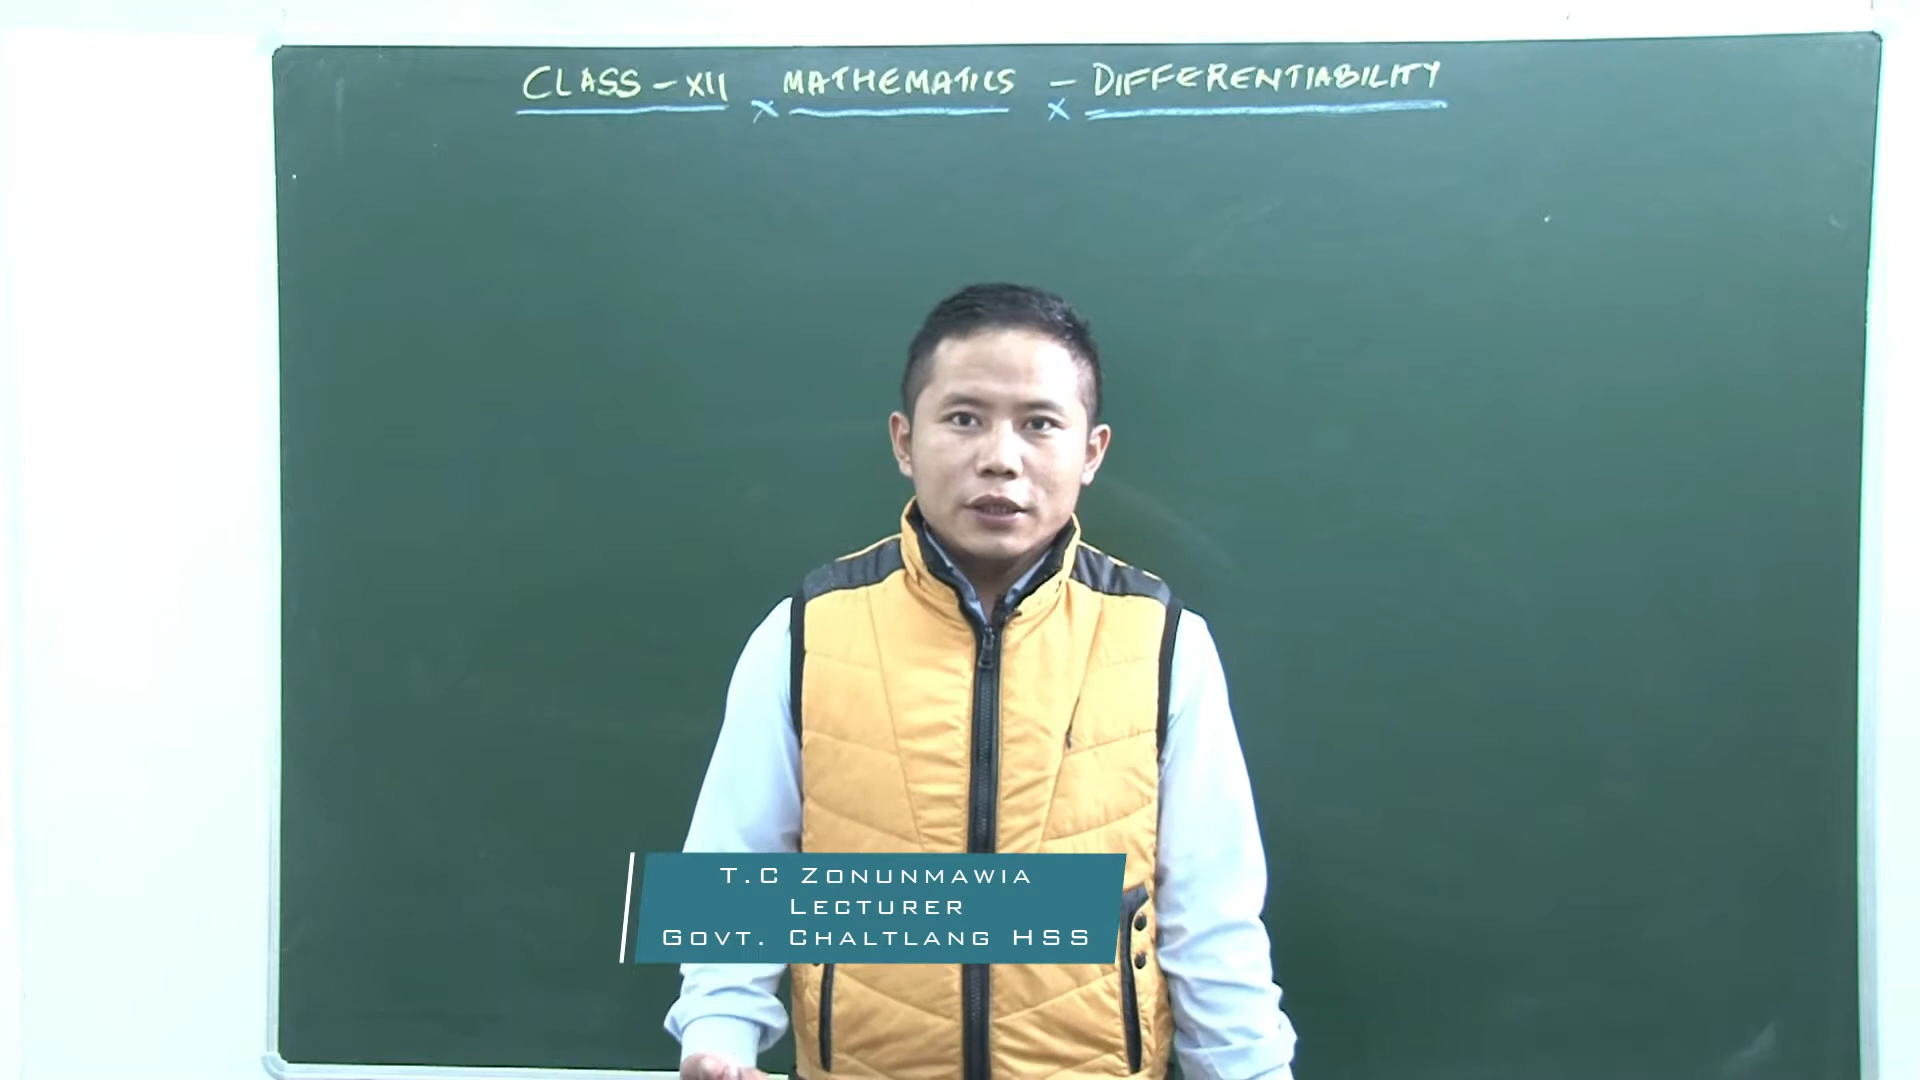 CLASS - XII x MATHEMATICS x - DIFFERENTIABILITY
T.C ZONUNMAWIA
LECTURER
GOVT. CHALTLANG HSS